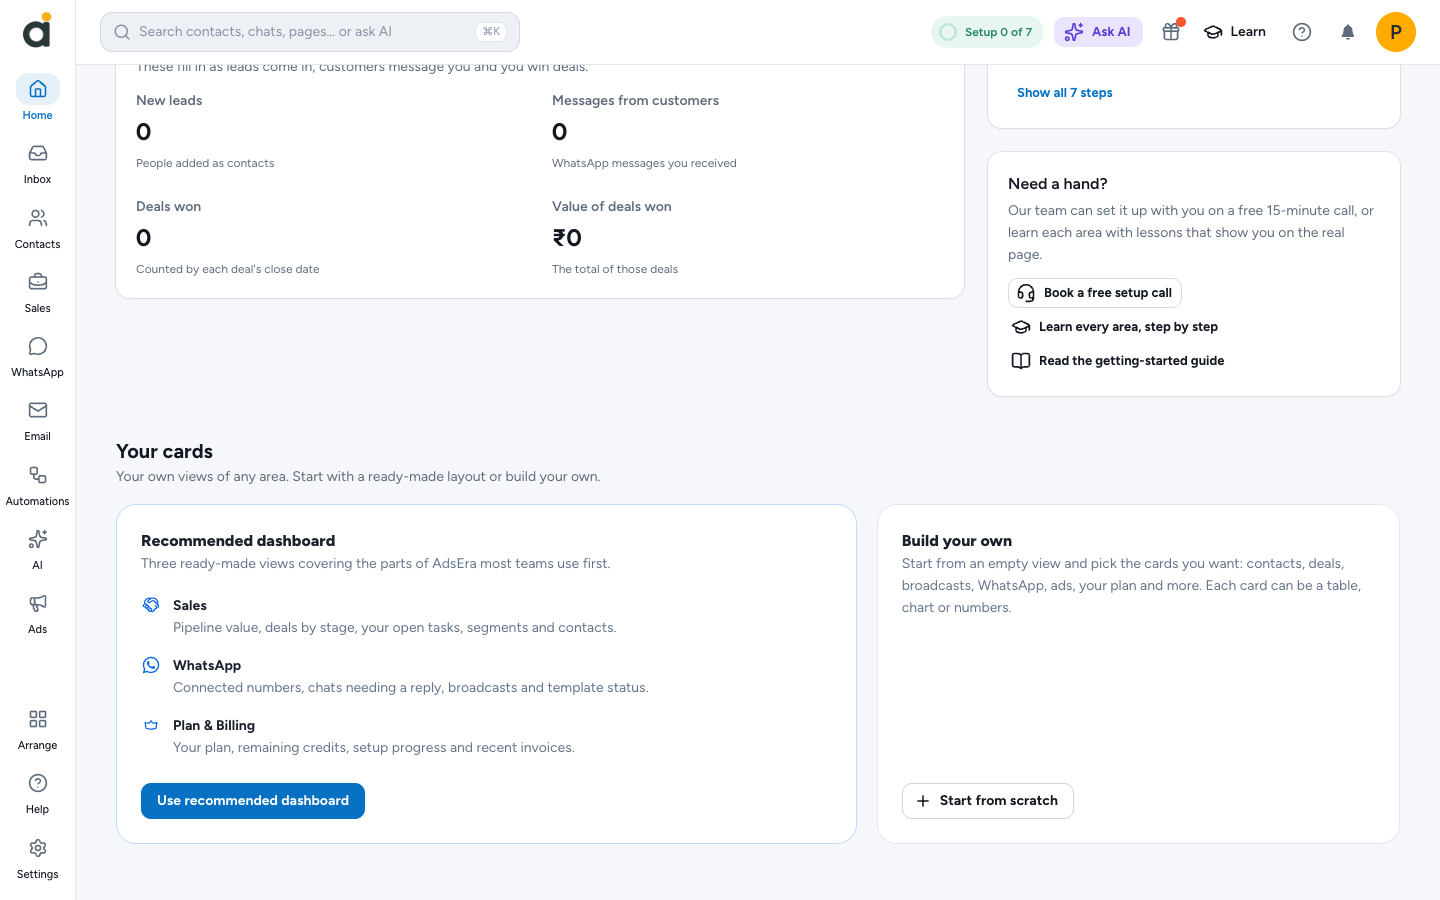 Search contacts, chats, pages... or ask AI
⌘K
Setup 0 of 7
Ask AI
Learn
P
Home
Inbox
Contacts
Sales
WhatsApp
Email
Automations
AI
Ads
Arrange
Help
Settings
These fill in as leads come in, customers message you and you win deals.
New leads
0
People added as contacts
Messages from customers
0
WhatsApp messages you received
Deals won
0
Counted by each deal's close date
Value of deals won
₹0
The total of those deals
Show all 7 steps
Need a hand?
Our team can set it up with you on a free 15-minute call, or
learn each area with lessons that show you on the real
page.
Book a free setup call
Learn every area, step by step
Read the getting-started guide
Your cards
Your own views of any area. Start with a ready-made layout or build your own.
Recommended dashboard
Three ready-made views covering the parts of AdsEra most teams use first.
Sales
Pipeline value, deals by stage, your open tasks, segments and contacts.
WhatsApp
Connected numbers, chats needing a reply, broadcasts and template status.
Plan & Billing
Your plan, remaining credits, setup progress and recent invoices.
Use recommended dashboard
Build your own
Start from an empty view and pick the cards you want: contacts, deals,
broadcasts, WhatsApp, ads, your plan and more. Each card can be a table,
chart or numbers.
Start from scratch